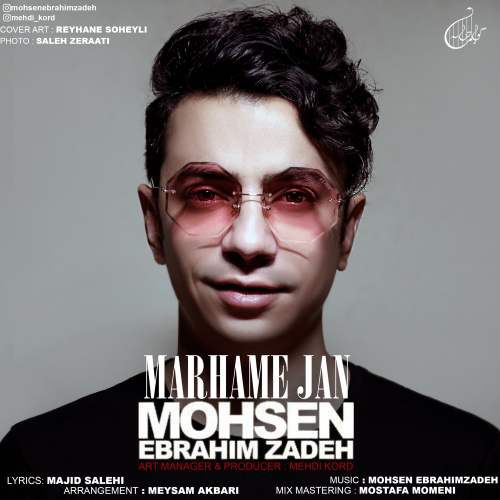 mohsenebrahimzadeh
@mehdi_kord
COVER ART : REYHANE SOHEYLI
PHOTO : SALEH ZERAATI
MARHAME JAN
MOHSEN
EBRAHIM ZADEH
ART MANAGER & PRODUCER : MEHDI KORD
LYRICS: MAJID SALEHI
MUSIC : MOHSEN EBRAHIMZADEH
ARRANGEMENT : MEYSAM AKBARI
MIX MASTERING : MOSTAFA MOMENI